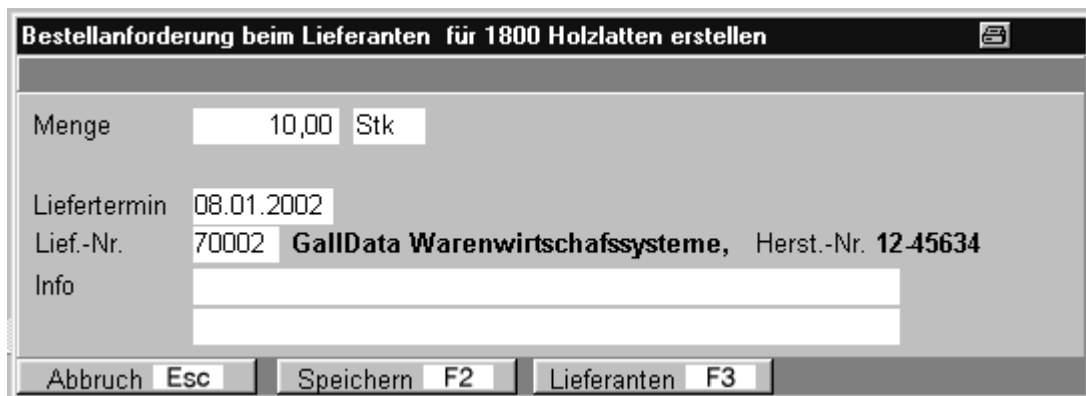 Bestellanforderung beim Lieferanten für 1800 Holzlatten erstellen
Menge 10,00 Stk
Liefertermin 08.01.2002
Lief.-Nr. 70002 GallData Warenwirtschafssysteme, Herst.-Nr. 12-45634
Info
Abbruch Esc Speichern F2 Lieferanten F3